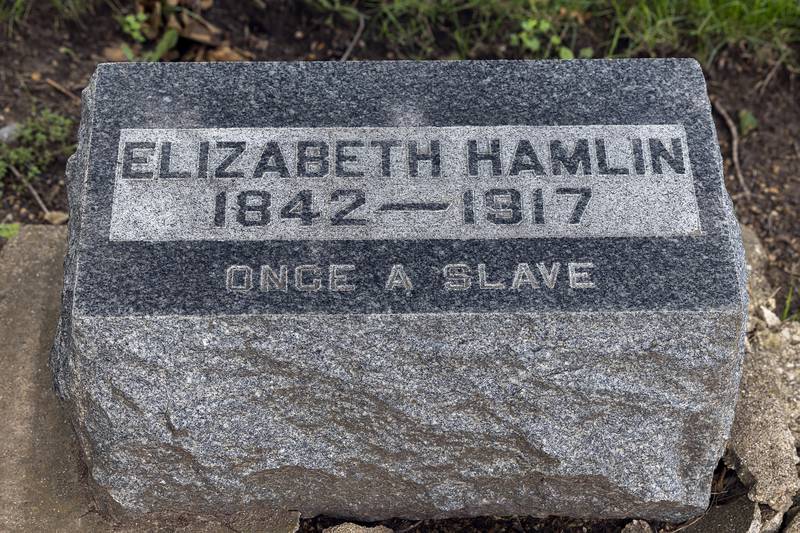 ELIZABETH HAMLIN
1842—1917
ONCE A SLAVE